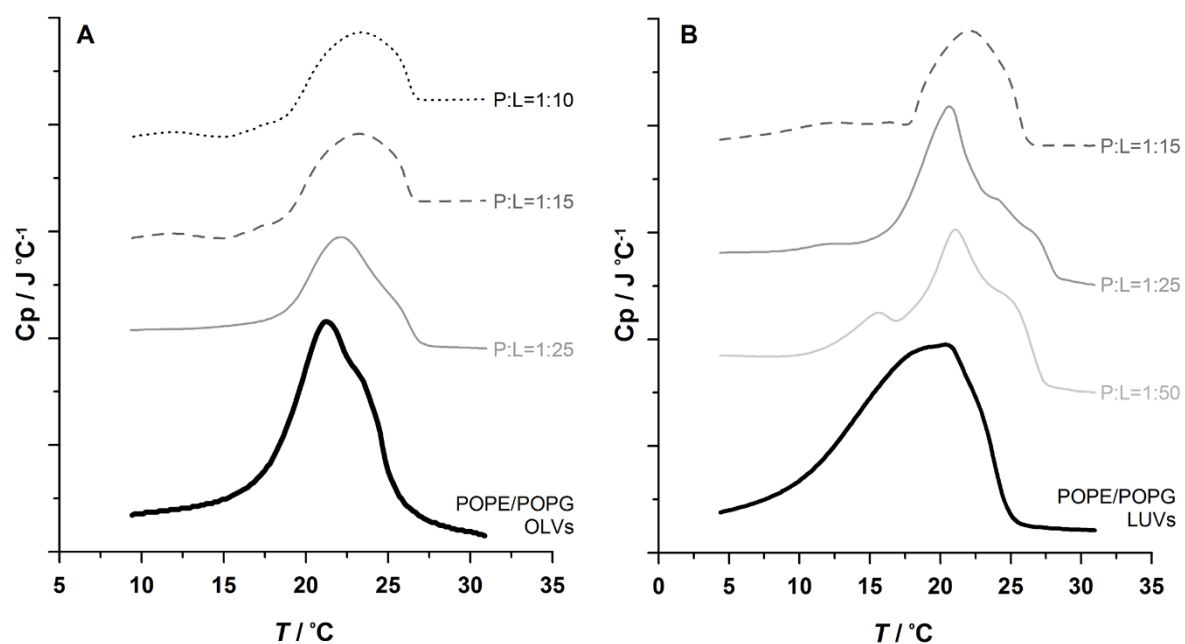 A
P:L=1:10
P:L=1:15
P:L=1:25
POPE/POPG
OLVs
Cp / J °C⁻¹
5 10 15 20 25 30 35
T / °C
B
P:L=1:15
P:L=1:25
P:L=1:50
POPE/POPG
LUVs
Cp / J °C⁻¹
0 5 10 15 20 25 30 35
T / °C